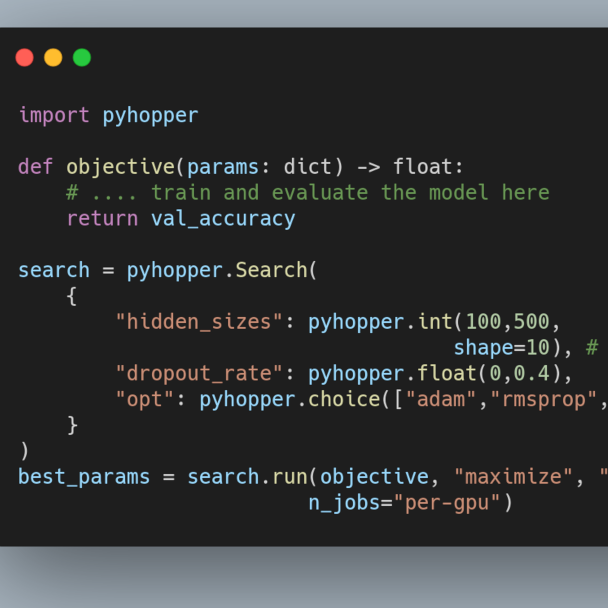 import pyhopper
def objective(params: dict) -> float:
# .... train and evaluate the model here
return val_accuracy
search = pyhopper.Search(
{
"hidden_sizes": pyhopper.int(100,500,
shape=10), #
"dropout_rate": pyhopper.float(0,0.4),
"opt": pyhopper.choice(["adam","rmsprop",
}
)
best_params = search.run(objective, "maximize", "
n_jobs="per-gpu")